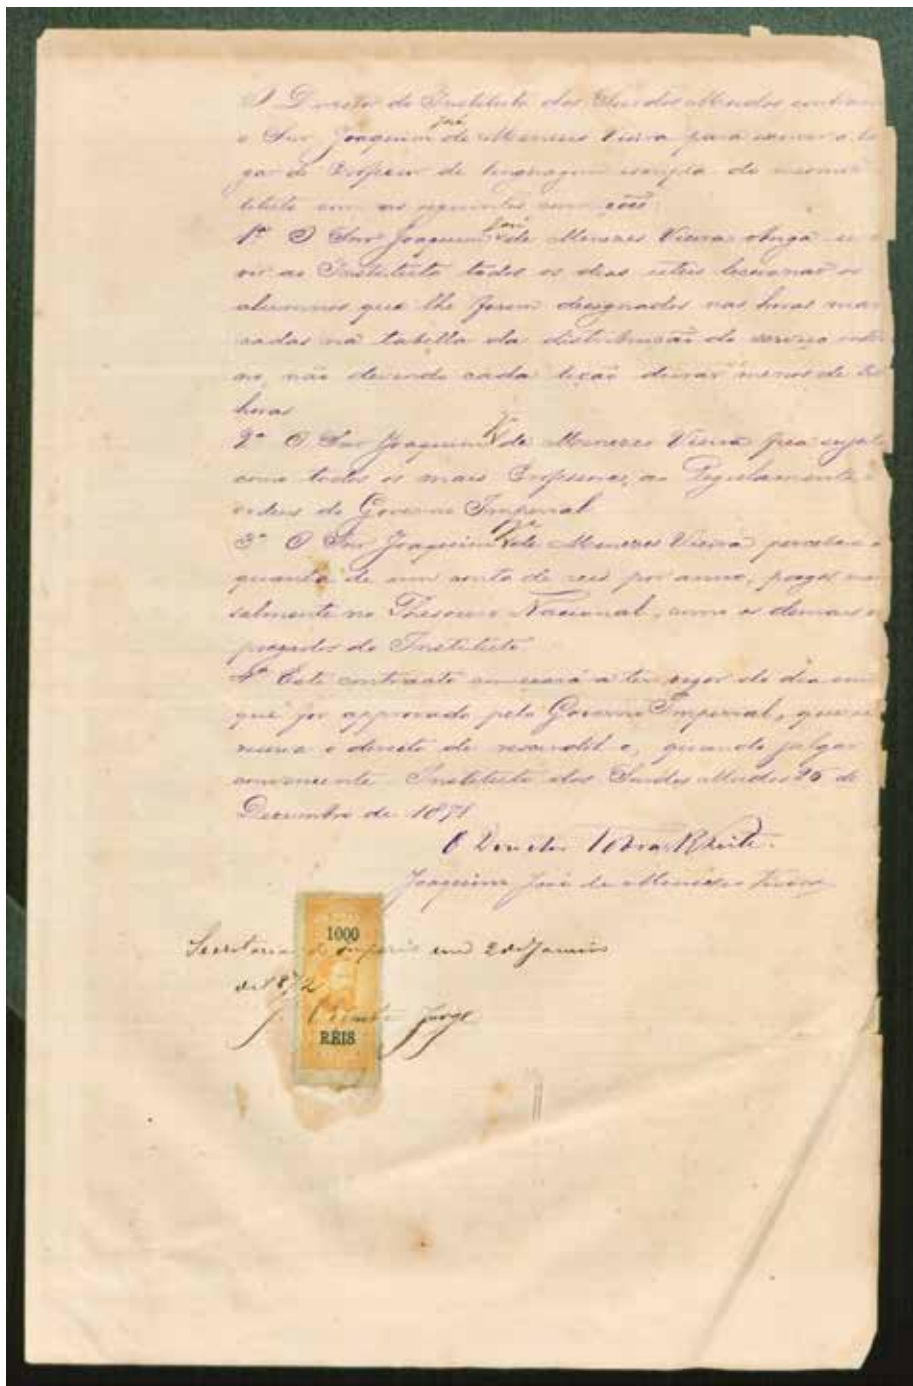 O Director do Instituto dos Surdos Mudos contrata
o Snr Joaquim José de Menezes Vieira para exercer o lo
gar de Professor de linguagem escripta do mesmo
tituto com as seguintes condições:
1ª O Snr Joaquim José de Menezes Vieira obriga-se
vir ao Instituto todos os dias uteis leccionar os
alumnos que lhe forem designados nas horas mar
cadas na tabella da distribuição do serviço inter
no, não devendo cada lição durar menos de
horas
2ª O Snr Joaquim Jé de Menezes Vieira fica sujeito
como todos os mais Professores, ao Regulamento e
ordens do Governo Imperial
3ª O Snr Joaquim Jé de Menezes Vieira perceberá a
quantia de um conto de reis por anno, pagos men
salmente no Thesouro Nacional, como os demais em
pregados do Instituto.
4ª Este contracto começará a ter vigor do dia em
que for approvado pelo Governo Imperial, que se
reserva o direito de rescindil-o, quando julgar
conveniente Instituto dos Surdos Mudos 26 de
Dezembro de 1871
O Director Tobias R Leite.
Joaquim José de Menezes Vieira
1000
Secretaria do Imperio em 2 de Janeiro
de 1872
Jorge
REIS